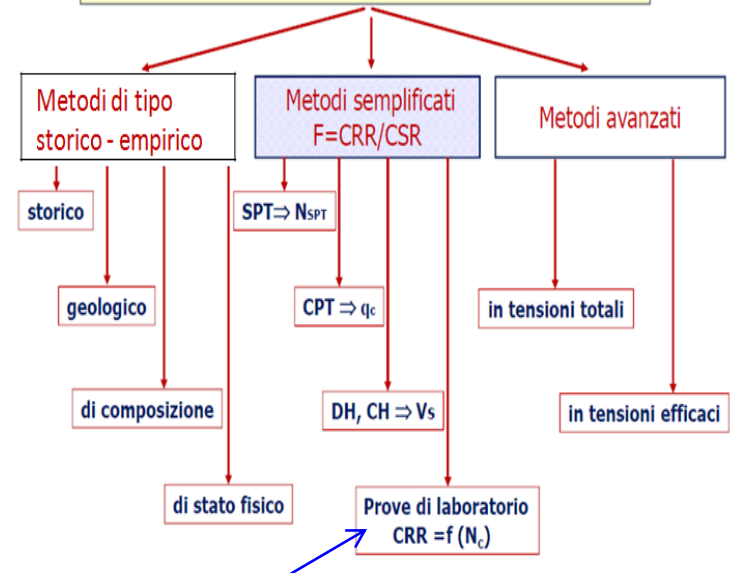 Metodi di tipo
storico - empirico
Metodi semplificati
F=CRR/CSR
Metodi avanzati
storico
SPT⇒ NSPT
geologico
CPT ⇒ qc
in tensioni totali
di composizione
DH, CH ⇒ Vs
in tensioni efficaci
di stato fisico
Prove di laboratorio
CRR =f (Nc)